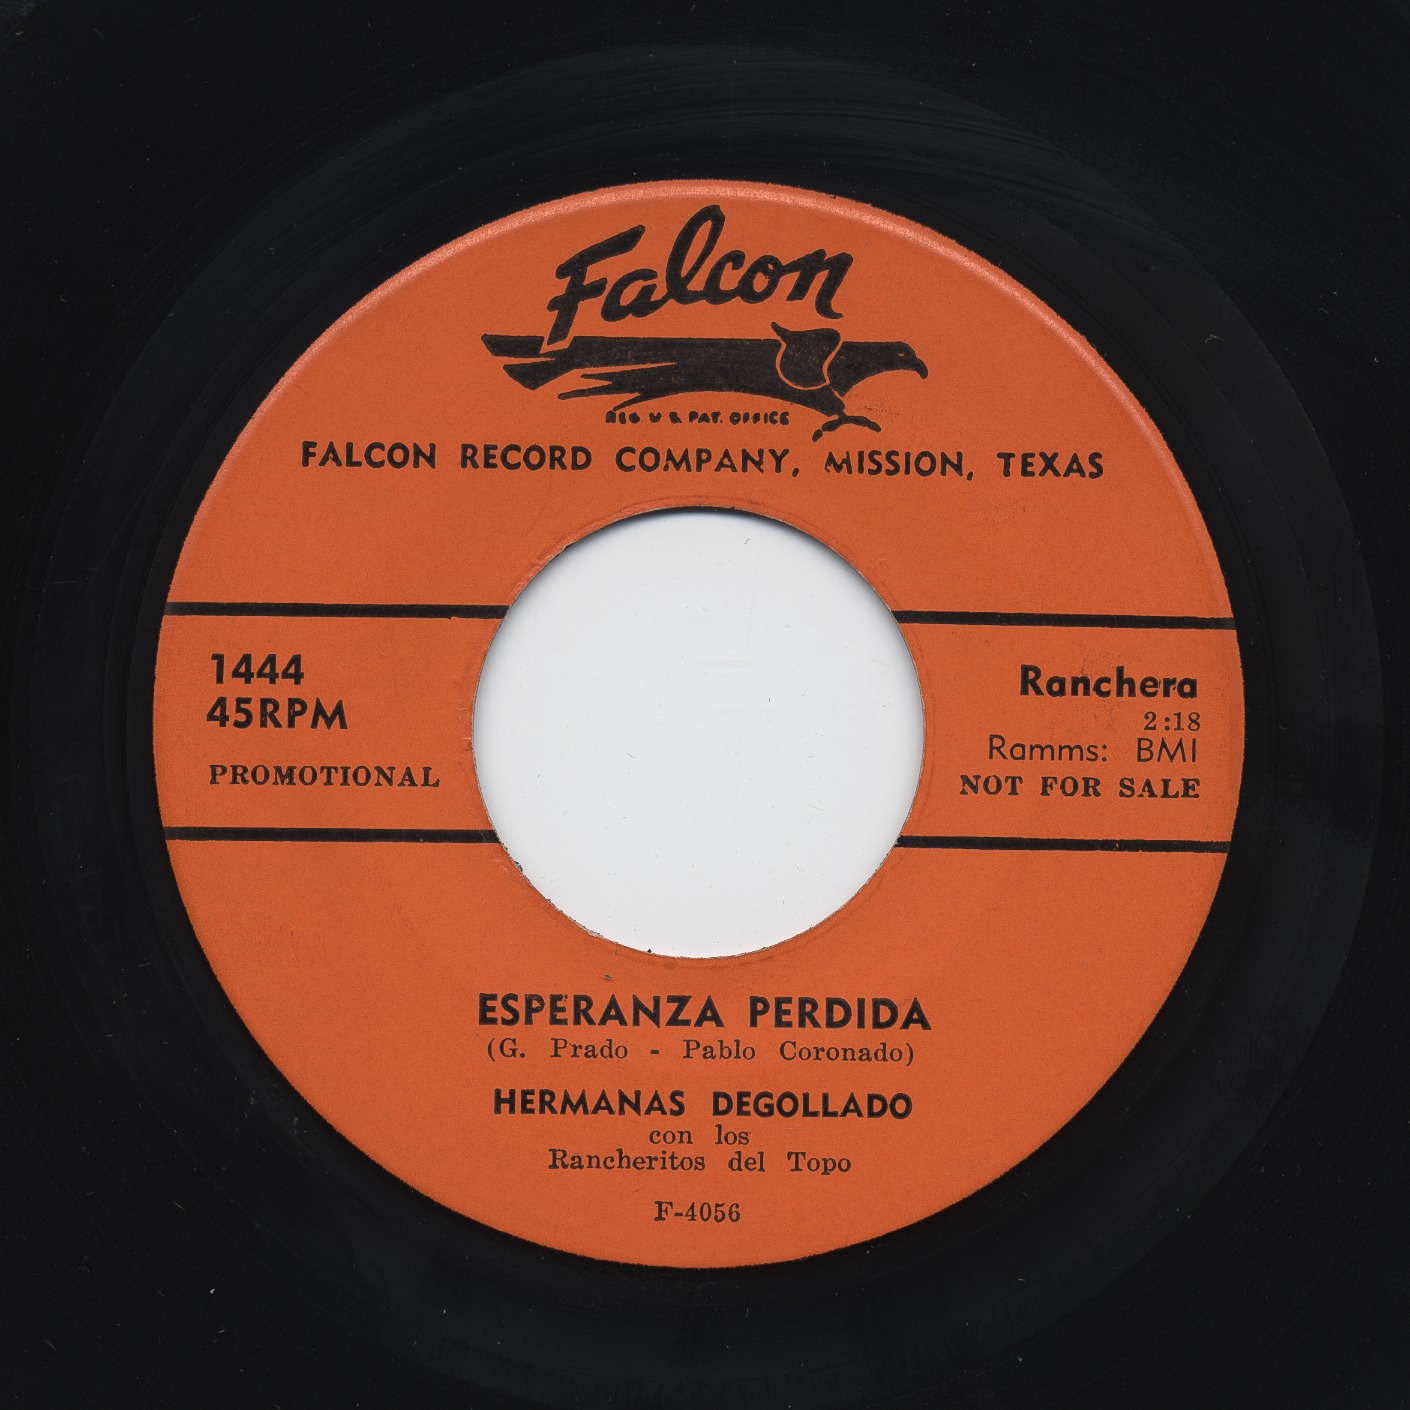 Falcon
REG. U S. PAT. OFFICE
FALCON RECORD COMPANY, MISSION, TEXAS
1444
45RPM
PROMOTIONAL
Ranchera
2:18
Ramms: BMI
NOT FOR SALE
ESPERANZA PERDIDA
(G. Prado - Pablo Coronado)
HERMANAS DEGOLLADO
con los
Rancheritos del Topo
F-4056